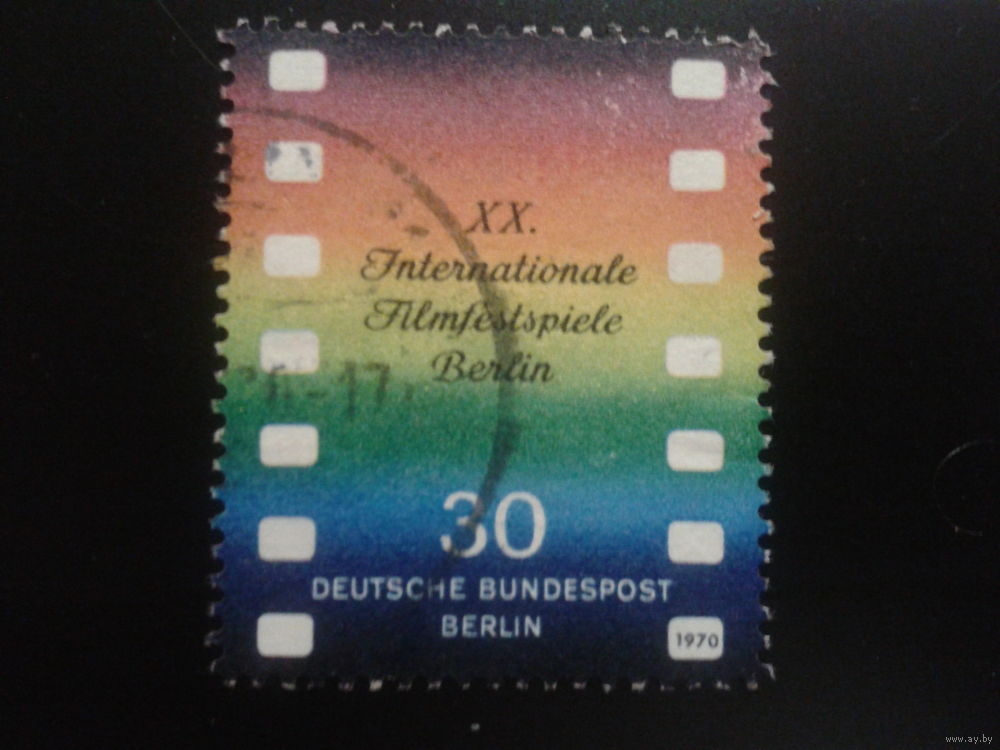 XX.
Internationale
Filmfestspiele
Berlin
30
DEUTSCHE BUNDESPOST
BERLIN
1970
www.ay.by